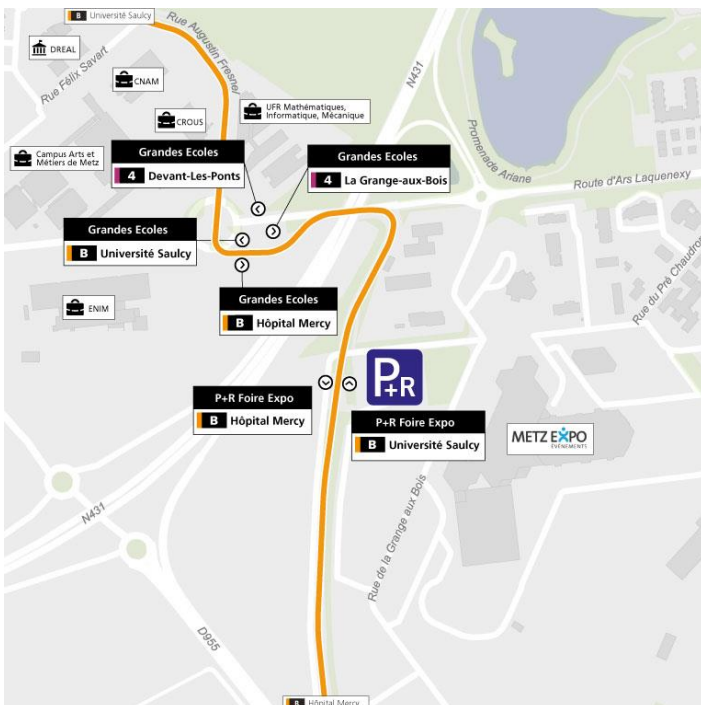 B Université Saulcy
DREAL
Rue Augustin Fresnel
Rue Félix Savart
CNAM
CROUS
UFR Mathématiques,
Informatique, Mécanique
N431
Promenade Ariane
Campus Arts et
Métiers de Metz
Grandes Ecoles
4 Devant-Les-Ponts
Grandes Ecoles
4 La Grange-aux-Bois
Route d'Ars Laquenexy
Grandes Ecoles
B Université Saulcy
Rue du Pré Chaudron
ENIM
Grandes Ecoles
B Hôpital Mercy
P+R
P+R Foire Expo
B Hôpital Mercy
P+R Foire Expo
B Université Saulcy
METZ EXPO
EVENEMENTS
N431
Rue de la Grange aux Bois
D955
B Hôpital Mercy